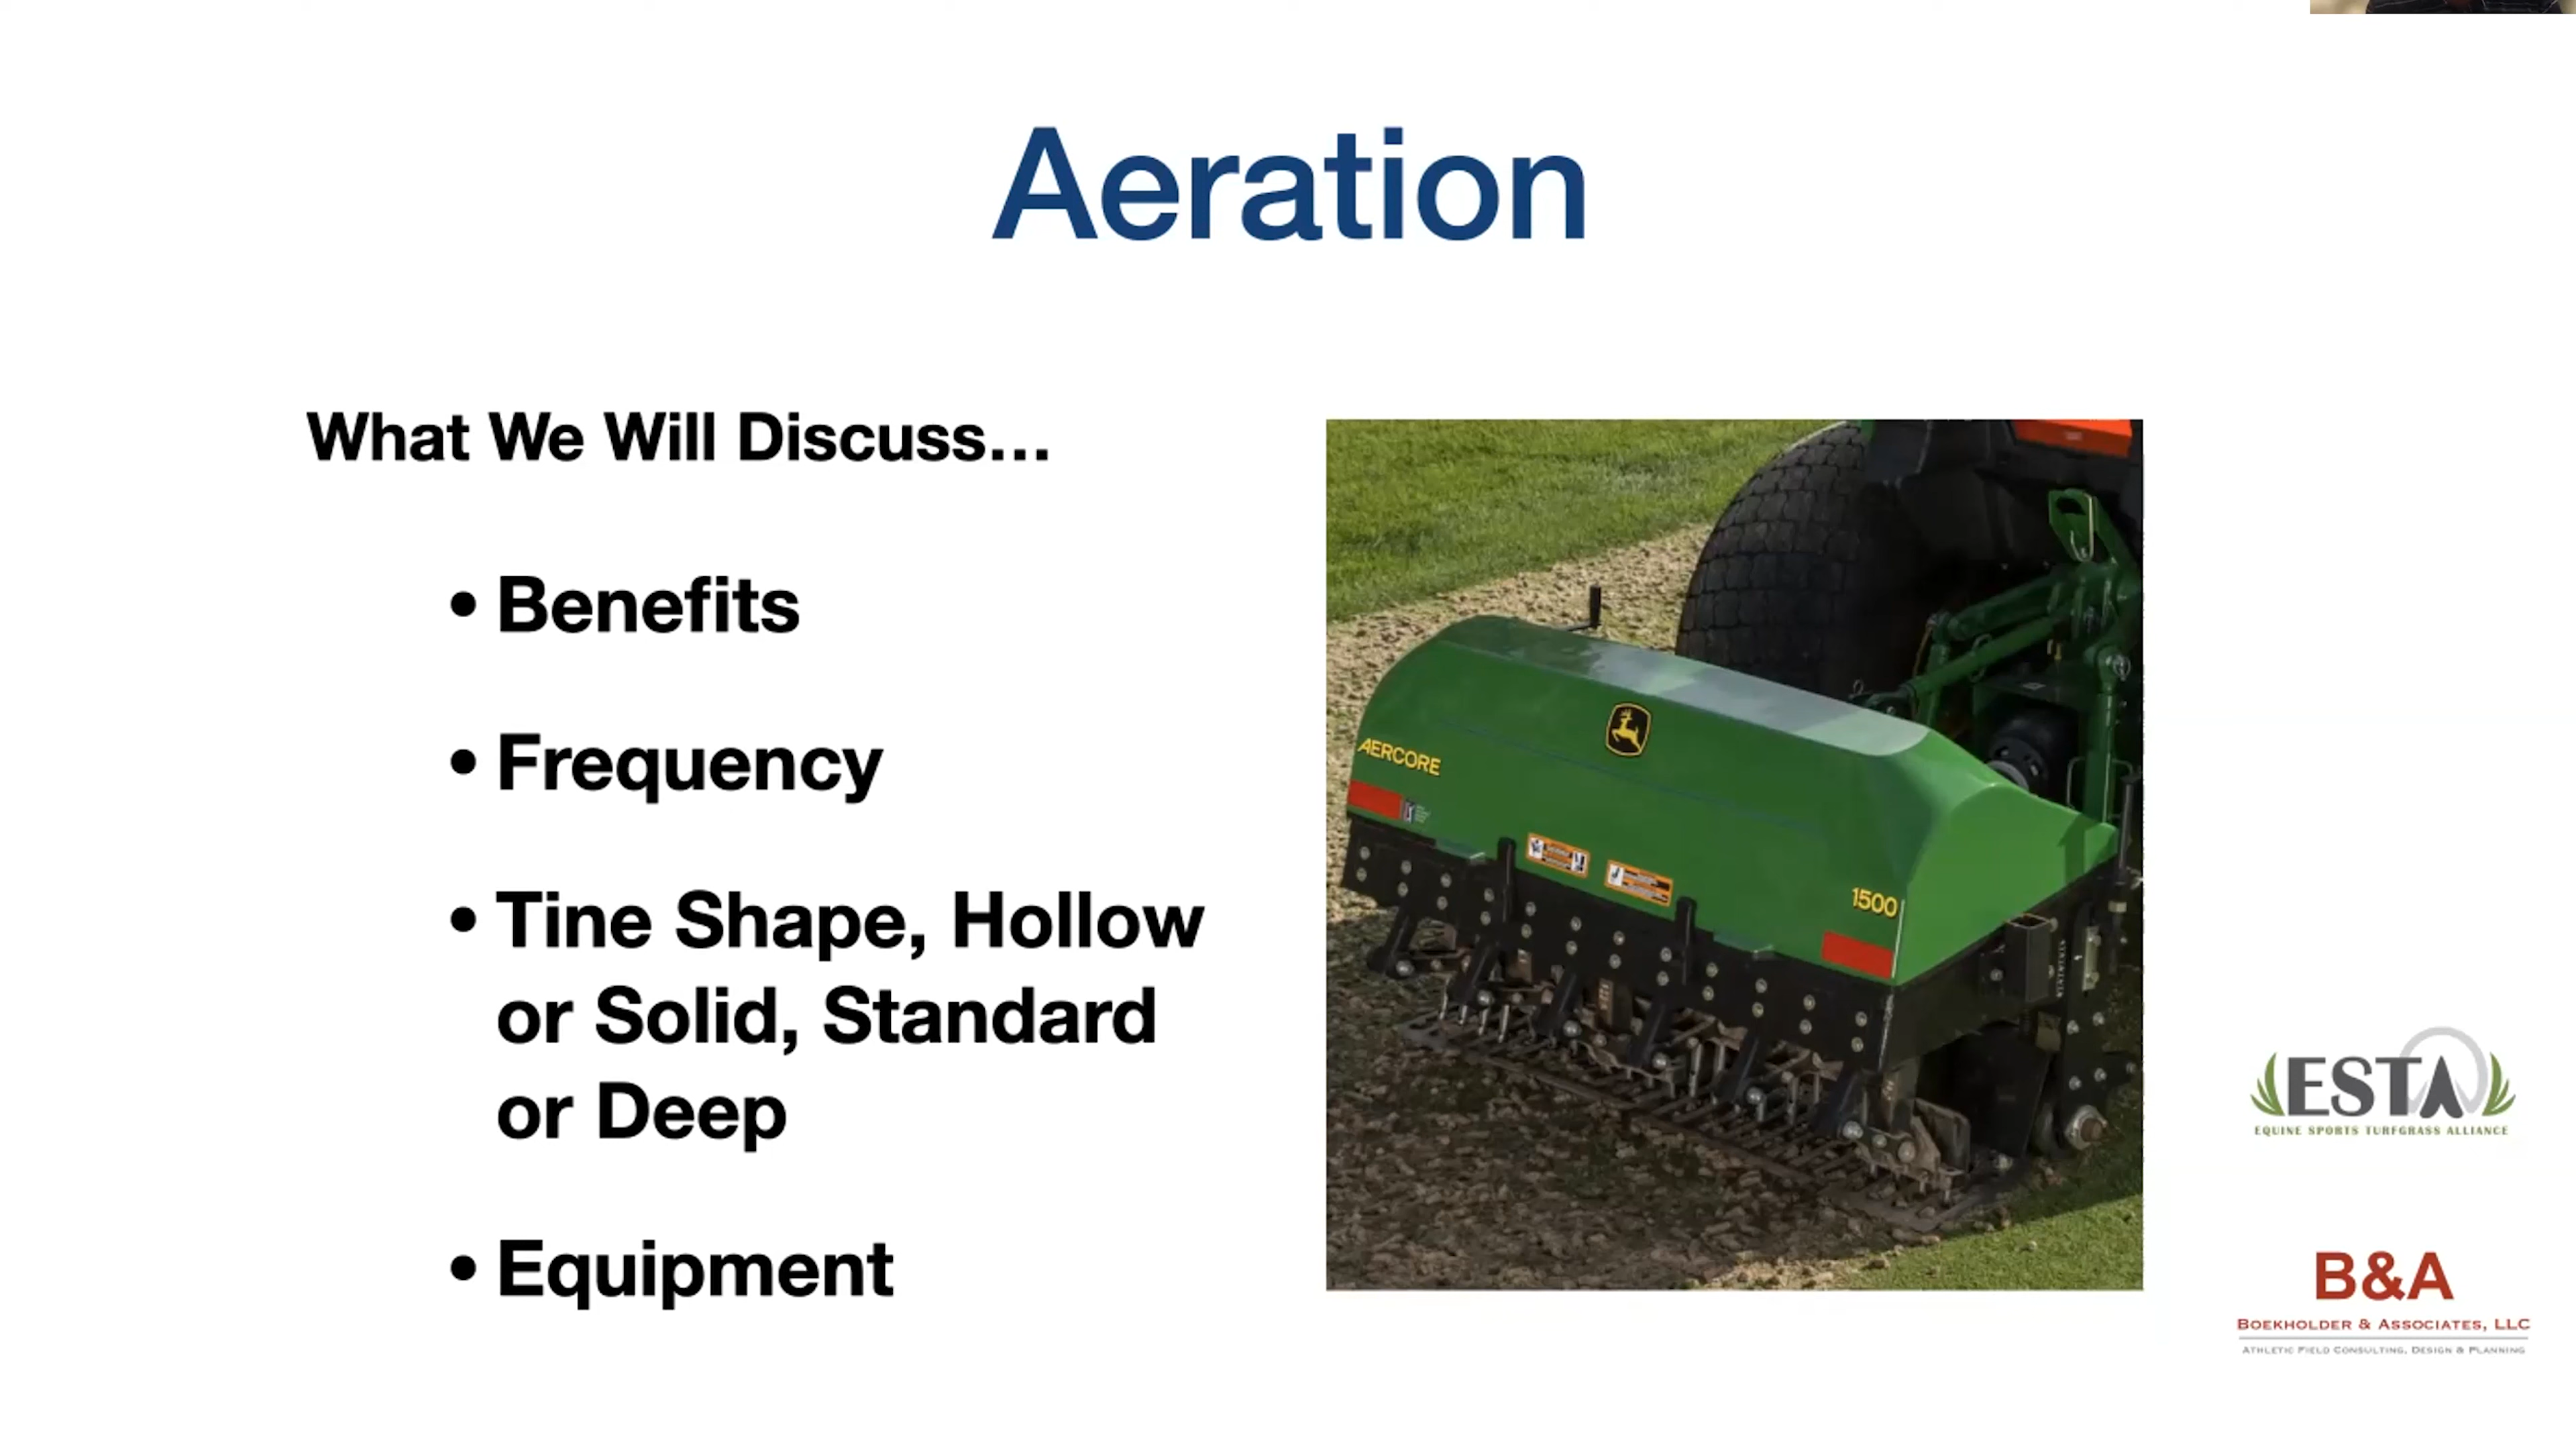 Aeration
What We Will Discuss...
• Benefits
• Frequency
• Tine Shape, Hollow
or Solid, Standard
or Deep
• Equipment
AERCORE
1500
ESTA
EQUINE SPORTS TURFGRASS ALLIANCE
B&A
BOEKHOLDER & ASSOCIATES, LLC
ATHLETIC FIELD CONSULTING, DESIGN & PLANNING